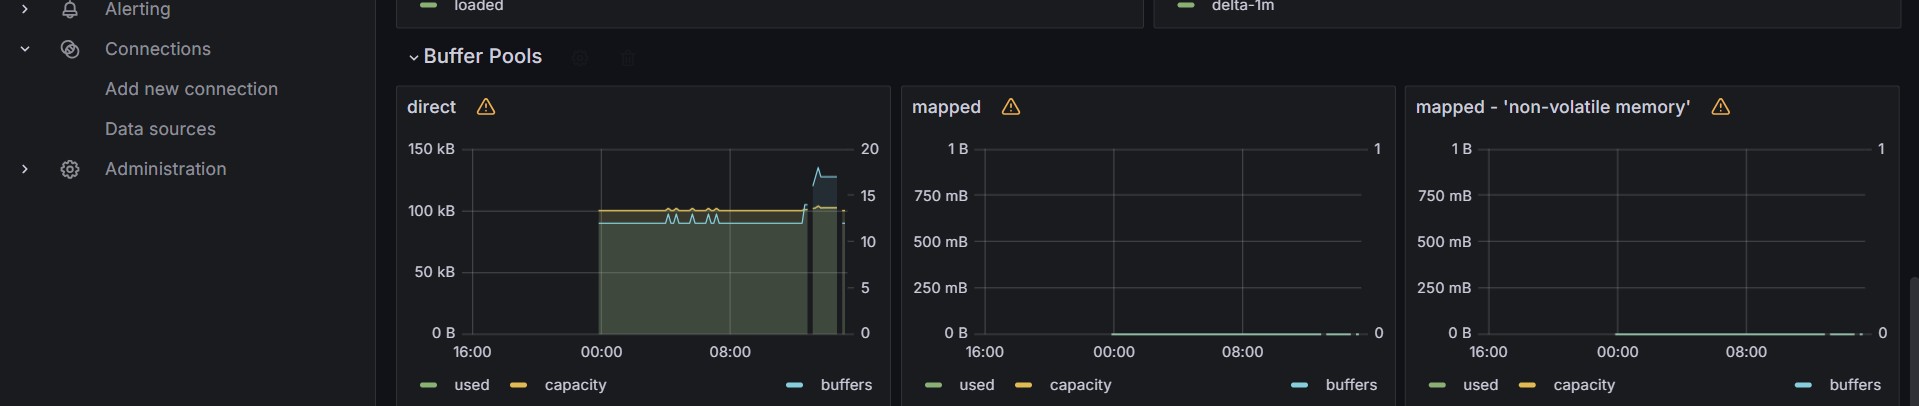 Alerting
Connections
Add new connection
Data sources
Administration
loaded
delta-1m
Buffer Pools
direct
150 kB
100 kB
50 kB
0 B
20
15
10
5
0
16:00 00:00 08:00
used capacity buffers
mapped
1 B
750 mB
500 mB
250 mB
0 B
1
0
16:00 00:00 08:00
used capacity buffers
mapped - 'non-volatile memory'
1 B
750 mB
500 mB
250 mB
0 B
1
0
16:00 00:00 08:00
used capacity buffers